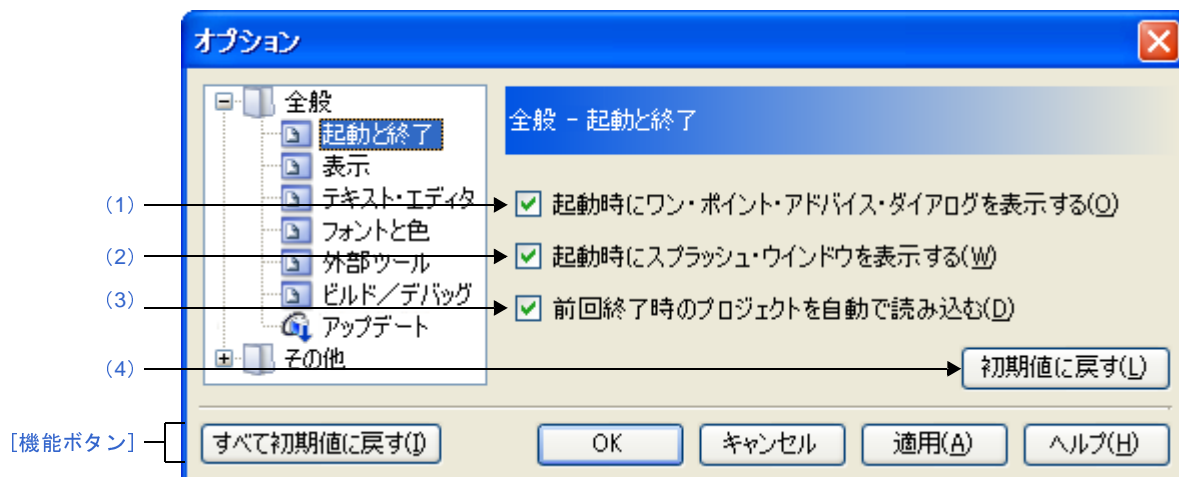 オプション
全般
起動と終了
表示
テキスト・エディタ
フォントと色
外部ツール
ビルド／デバッグ
アップデート
その他
全般 - 起動と終了
(1)
起動時にワン・ポイント・アドバイス・ダイアログを表示する(O)
(2)
起動時にスプラッシュ・ウインドウを表示する(W)
(3)
前回終了時のプロジェクトを自動で読み込む(D)
(4)
初期値に戻す(L)
[機能ボタン]
すべて初期値に戻す(I)
OK
キャンセル
適用(A)
ヘルプ(H)